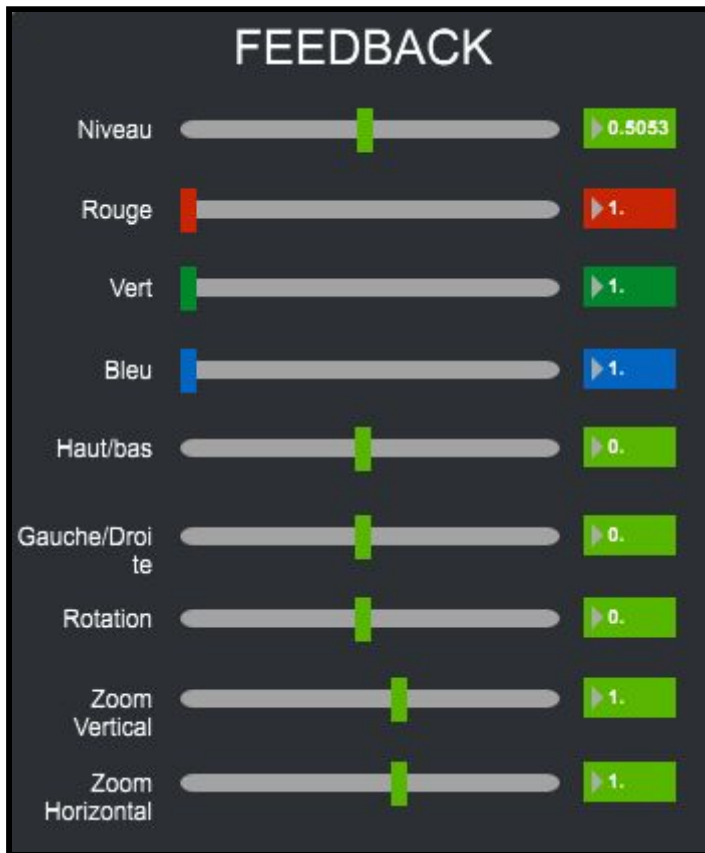 FEEDBACK
Niveau 0.5053
Rouge 1.
Vert 1.
Bleu 1.
Haut/bas 0.
Gauche/Droi 0.
te
Rotation 0.
Zoom 1.
Vertical
Zoom 1.
Horizontal